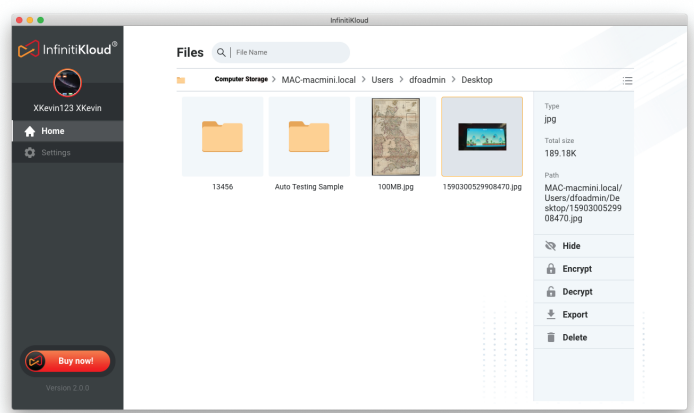 InfinitiKloud
InfinitiKloud®
XKevin123 XKevin
Home
Settings
Buy now!
Version 2.0.0
Files
File Name
Computer Storage > MAC-macmini.local > Users > dfoadmin > Desktop
13456
Auto Testing Sample
100MB.jpg
1590300529908470.jpg
Type
jpg
Total size
189.18K
Path
MAC-macmini.local/
Users/dfoadmin/De
sktop/15903005299
08470.jpg
Hide
Encrypt
Decrypt
Export
Delete